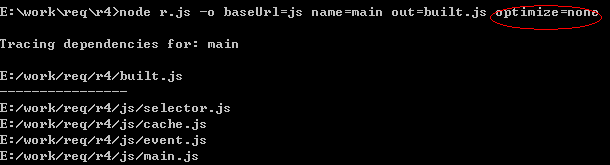 E:\work\req\r4>node r.js -o baseUrl=js name=main out=built.js optimize=none
Tracing dependencies for: main
E:/work/req/r4/built.js
----------------
E:/work/req/r4/js/selector.js
E:/work/req/r4/js/cache.js
E:/work/req/r4/js/event.js
E:/work/req/r4/js/main.js